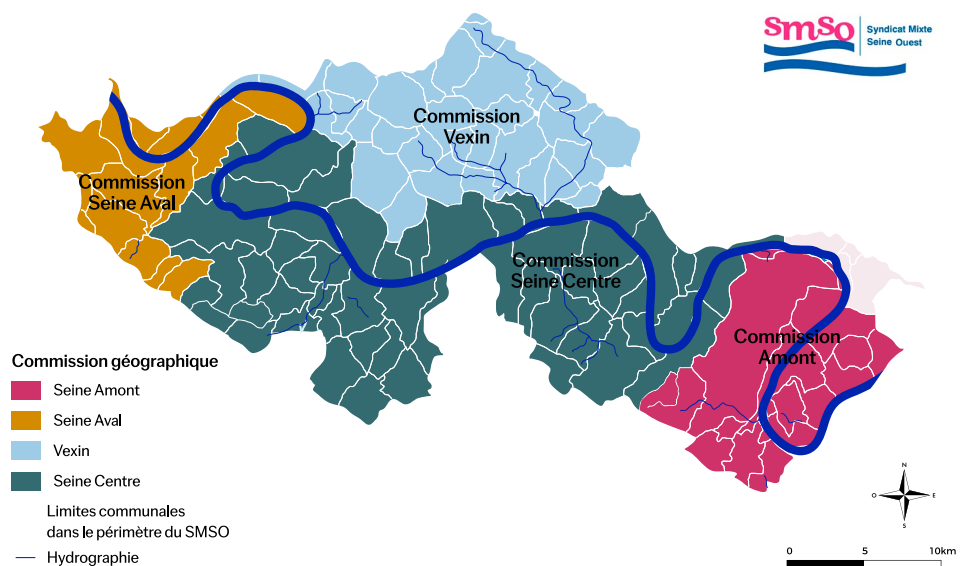 smso
Syndicat Mixte
Seine Ouest
Commission
Vexin
Commission
Seine Aval
Commission
Seine Centre
Commission
Amont
Commission géographique
Seine Amont
Seine Aval
Vexin
Seine Centre
Limites communales
dans le périmètre du SMSO
Hydrographie
N
O
E
S
0
5
10km